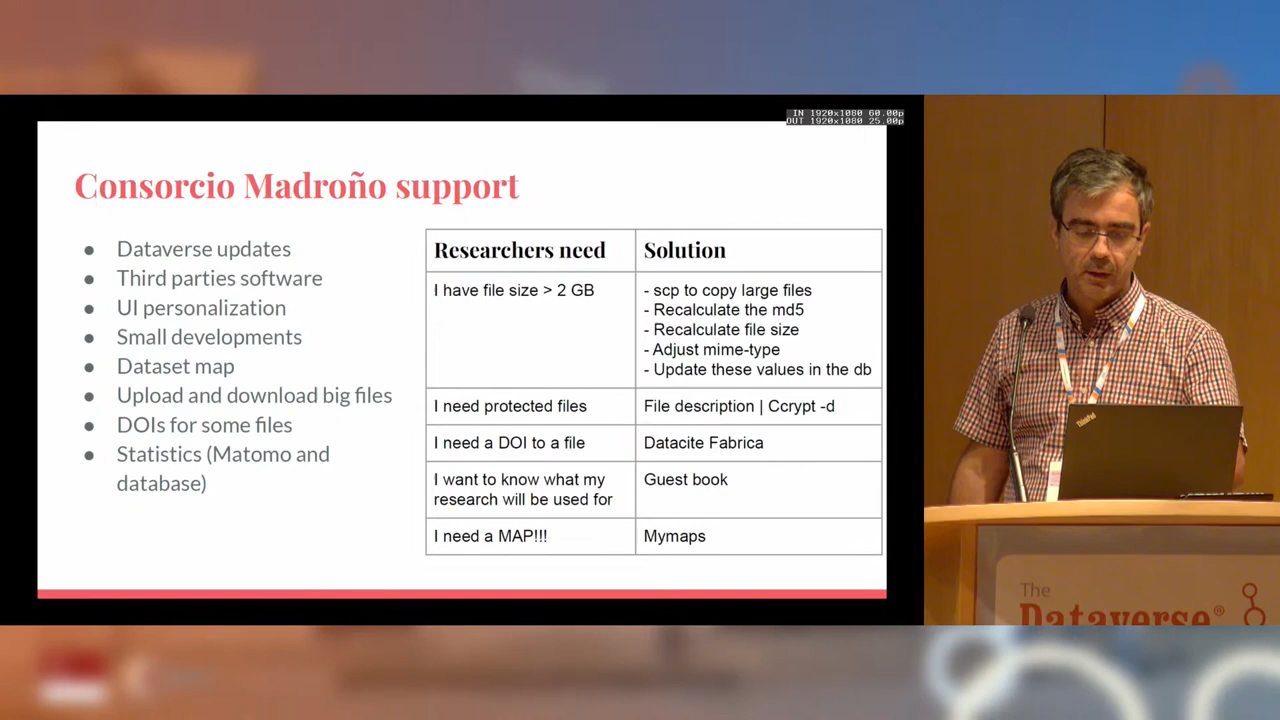 IN 1920x1080 60.00p
OUT 1920x1080 25.00p
Consorcio Madroño support
● Dataverse updates
● Third parties software
● UI personalization
● Small developments
● Dataset map
● Upload and download big files
● DOIs for some files
● Statistics (Matomo and
database)
Researchers need
Solution
I have file size > 2 GB
- scp to copy large files
- Recalculate the md5
- Recalculate file size
- Adjust mime-type
- Update these values in the db
I need protected files
File description | Ccrypt -d
I need a DOI to a file
Datacite Fabrica
I want to know what my
research will be used for
Guest book
I need a MAP!!!
Mymaps
ThinkPad
The
Dataverse®